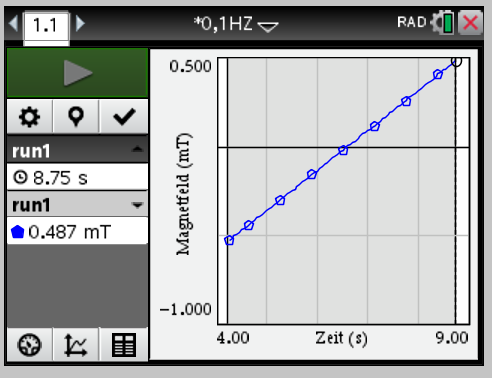 1.1
*0,1HZ
RAD
run1
8.75 s
run1
0.487 mT
0.500
Magnetfeld (mT)
−1.000
4.00
Zeit (s)
9.00